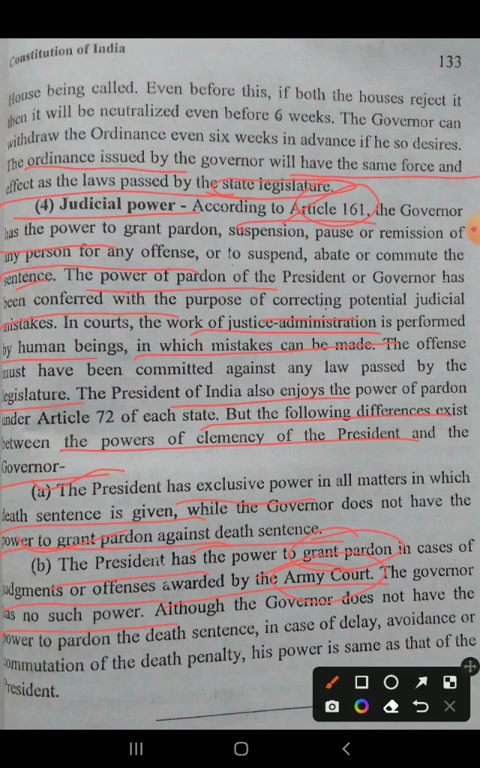 Constitution of India
133
House being called. Even before this, if both the houses reject it
then it will be neutralized even before 6 weeks. The Governor can
withdraw the Ordinance even six weeks in advance if he so desires.
The ordinance issued by the governor will have the same force and
effect as the laws passed by the state legislature.
(4) Judicial power - According to Article 161, the Governor
has the power to grant pardon, suspension, pause or remission of
any person for any offense, or to suspend, abate or commute the
sentence. The power of pardon of the President or Governor has
been conferred with the purpose of correcting potential judicial
mistakes. In courts, the work of justice-administration is performed
by human beings, in which mistakes can be made. The offense
must have been committed against any law passed by the
legislature. The President of India also enjoys the power of pardon
under Article 72 of each state. But the following differences exist
between the powers of clemency of the President and the
Governor-
(a) The President has exclusive power in all matters in which
death sentence is given, while the Governor does not have the
power to grant pardon against death sentence.
(b) The President has the power to grant pardon in cases of
judgments or offenses awarded by the Army Court. The governor
has no such power. Although the Governor does not have the
power to pardon the death sentence, in case of delay, avoidance or
commutation of the death penalty, his power is same as that of the
President.